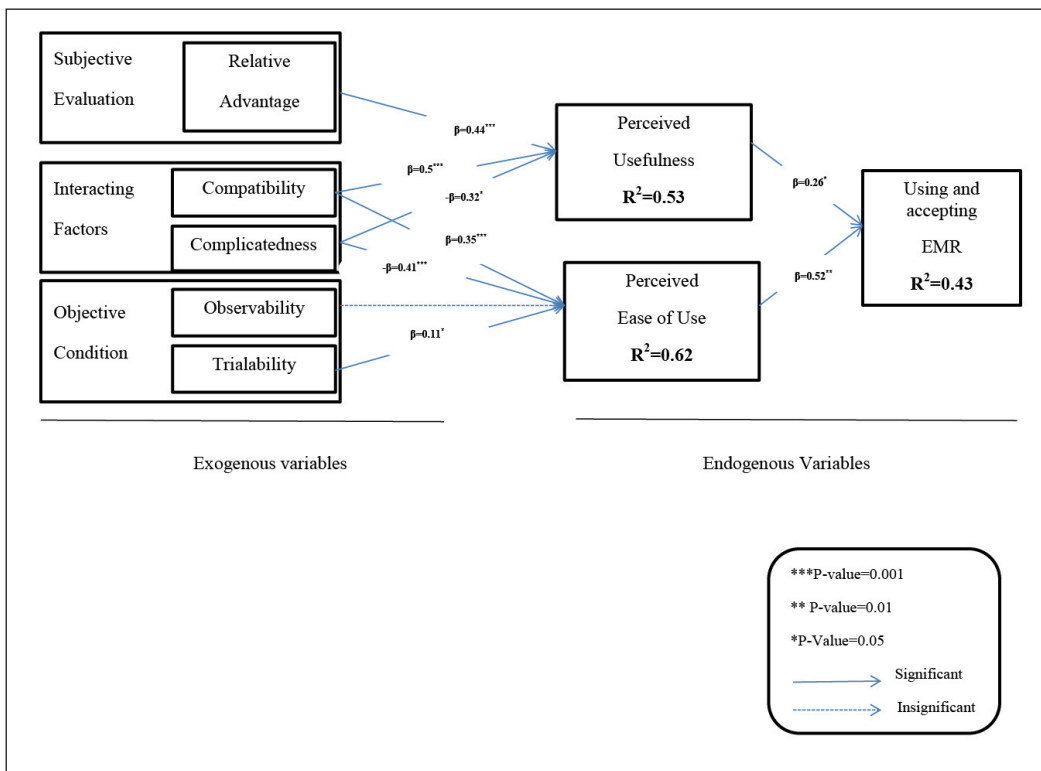 Subjective
Evaluation
Relative
Advantage
β=0.44***
Perceived
Usefulness
R²=0.53
Interacting
Factors
Compatibility
Complicatedness
β=0.5***
-β=0.32*
β=0.35***
-β=0.41***
β=0.26*
β=0.52**
Using and
accepting
EMR
R²=0.43
Objective
Condition
Observability
Trialability
β=0.11*
Perceived
Ease of Use
R²=0.62
Exogenous variables
Endogenous Variables
***P-value=0.001
** P-value=0.01
*P-Value=0.05
Significant
Insignificant